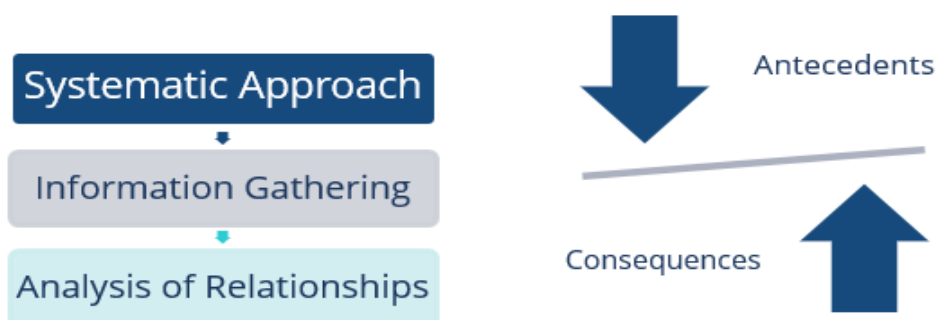 Systematic Approach
Information Gathering
Analysis of Relationships
Antecedents
Consequences